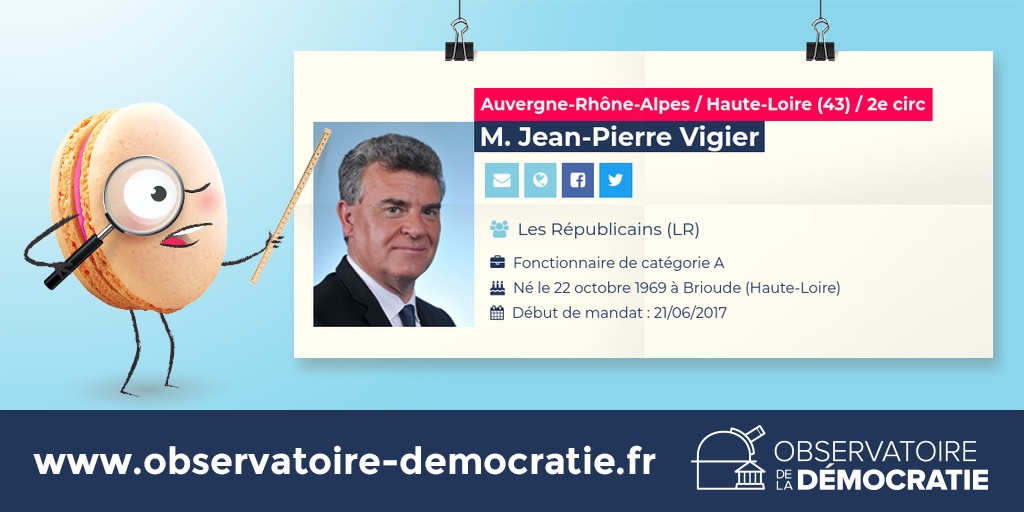 Auvergne-Rhône-Alpes / Haute-Loire (43) / 2e circ
M. Jean-Pierre Vigier
Les Républicains (LR)
Fonctionnaire de catégorie A
Né le 22 octobre 1969 à Brioude (Haute-Loire)
Début de mandat : 21/06/2017
www.observatoire-democratie.fr
OBSERVATOIRE
DE LA DÉMOCRATIE